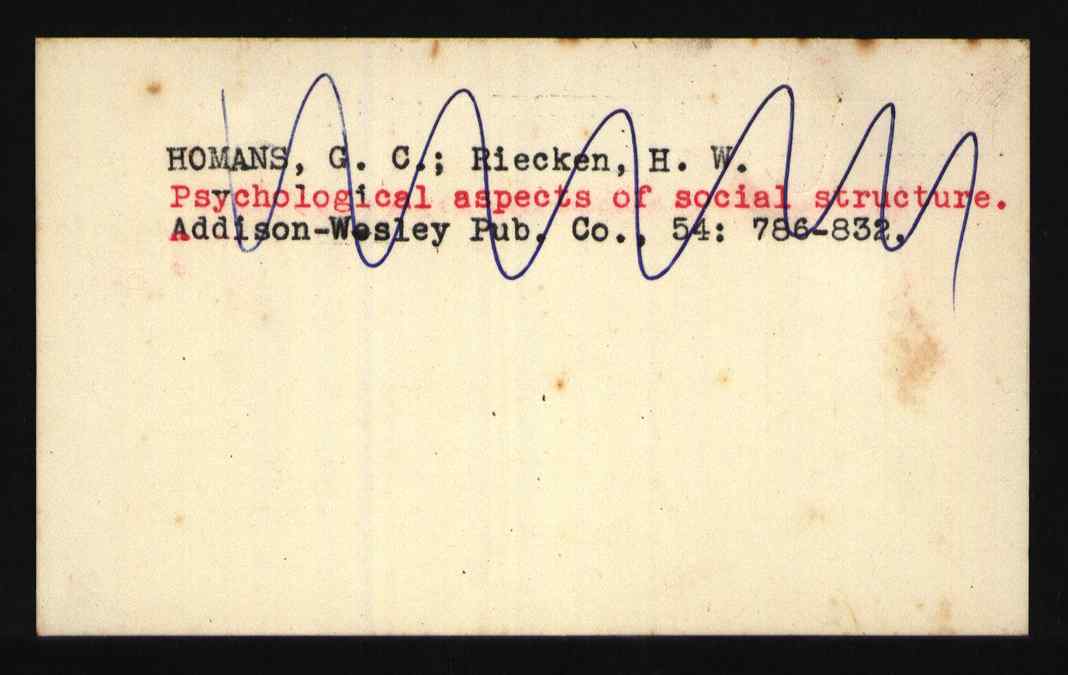 HOMANS, G. C.; Riecken, H. W.
Psychological aspects of social structure.
Addison-Wesley Pub. Co., 54: 786-832.